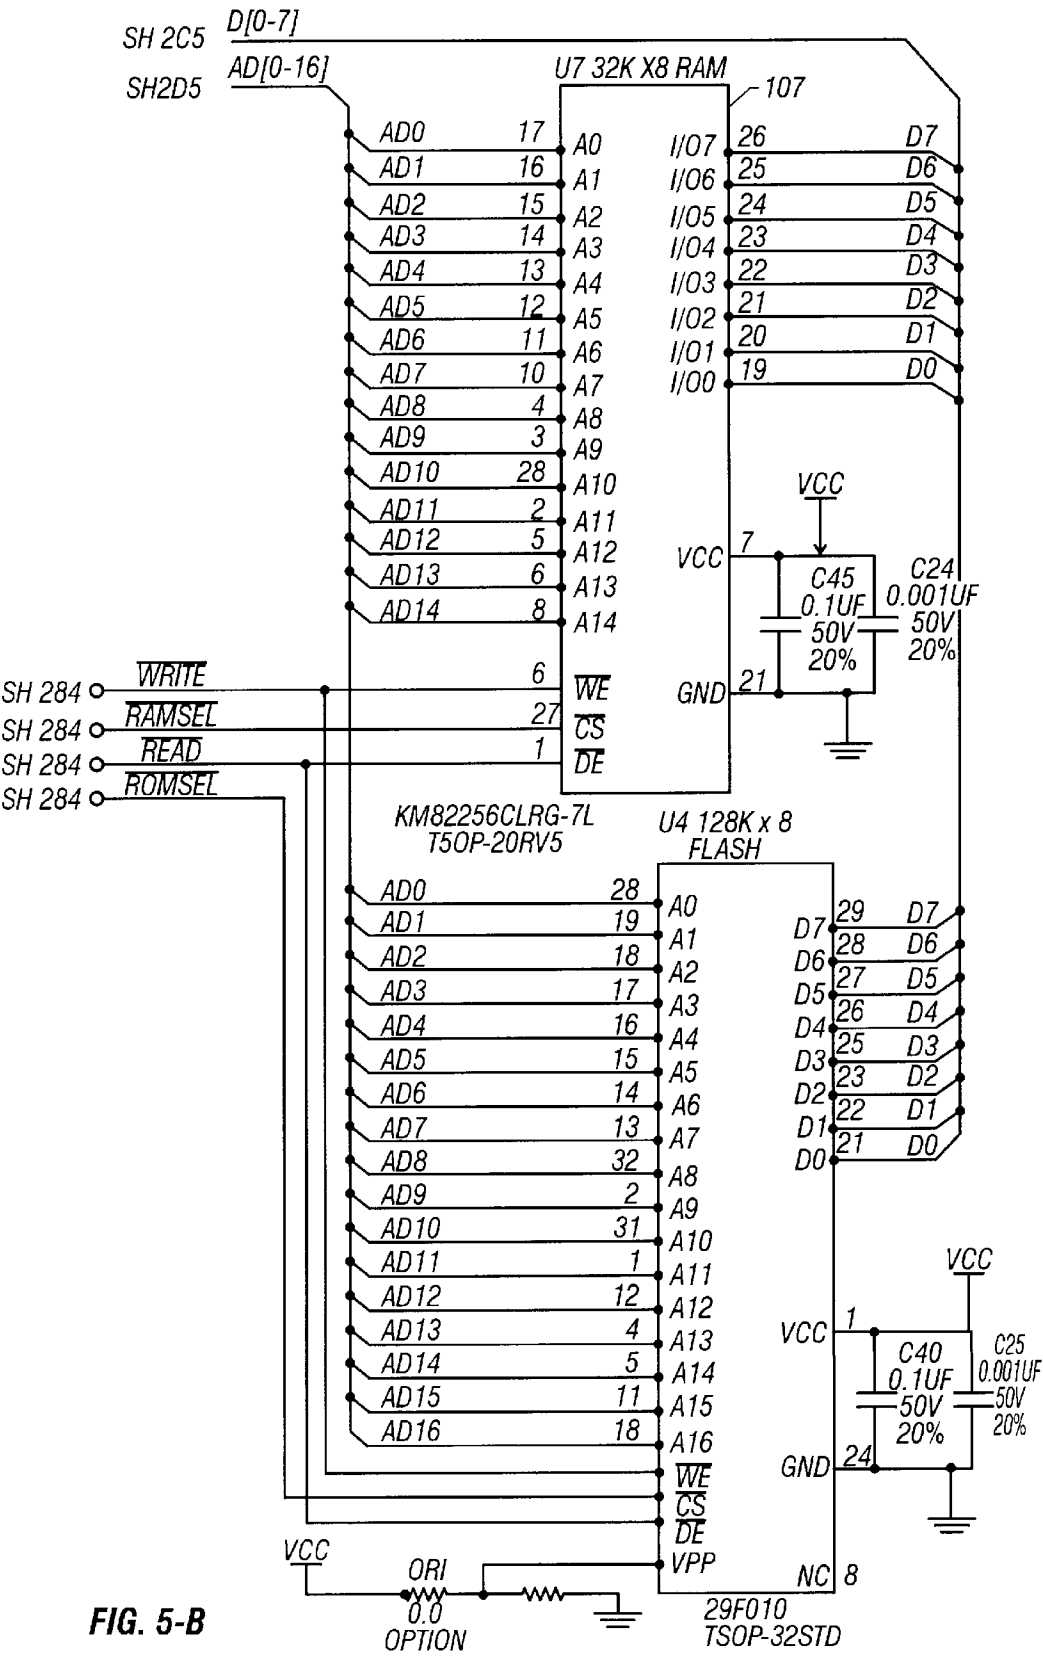 SH 2C5 D[0-7]
SH2D5 AD[0-16]
U7 32K X8 RAM
107
AD0 17 A0 I/O7 26 D7
AD1 16 A1 I/O6 25 D6
AD2 15 A2 I/O5 24 D5
AD3 14 A3 I/O4 23 D4
AD4 13 A4 I/O3 22 D3
AD5 12 A5 I/O2 21 D2
AD6 11 A6 I/O1 20 D1
AD7 10 A7 I/O0 19 D0
AD8 4 A8
AD9 3 A9
AD10 28 A10
AD11 2 A11
AD12 5 A12
AD13 6 A13
AD14 8 A14
VCC
VCC 7
C45
0.1UF
50V
20%
C24
0.001UF
50V
20%
GND 21
SH 284 WRITE 6 WE
SH 284 RAMSEL 27 CS
SH 284 READ 1 DE
SH 284 ROMSEL
KM82256CLRG-7L
T5OP-20RV5
U4 128K x 8
FLASH
AD0 28 A0 D7 29 D7
AD1 19 A1 D6 28 D6
AD2 18 A2 D5 27 D5
AD3 17 A3 D4 26 D4
AD4 16 A4 D3 25 D3
AD5 15 A5 D2 23 D2
AD6 14 A6 D1 22 D1
AD7 13 A7 D0 21 D0
AD8 32 A8
AD9 2 A9
AD10 31 A10
AD11 1 A11
AD12 12 A12
AD13 4 A13
AD14 5 A14
AD15 11 A15
AD16 18 A16
VCC
VCC 1
C40
0.1UF
50V
20%
C25
0.001UF
50V
20%
GND 24
WE
CS
DE
VPP
NC 8
VCC
ORI
0.0
OPTION
29F010
TSOP-32STD
FIG. 5-B